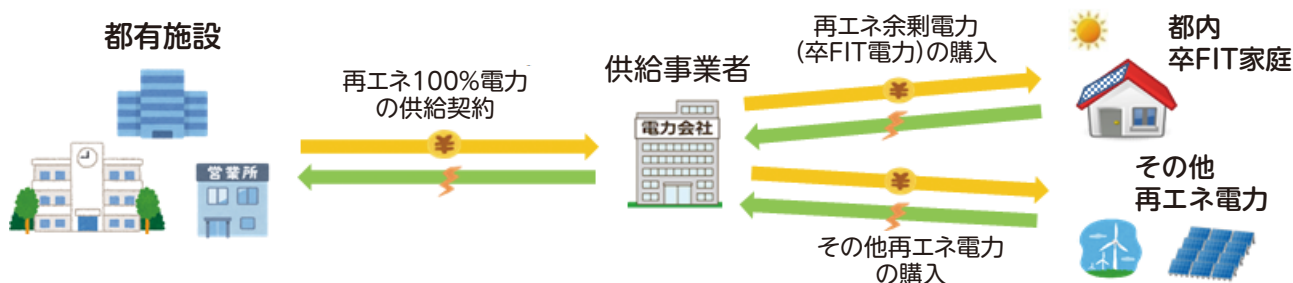 都有施設
営業所
再エネ100%電力
の供給契約
¥
供給事業者
電力会社
再エネ余剰電力
(卒FIT電力)の購入
¥
¥
その他再エネ電力
の購入
都内
卒FIT家庭
その他
再エネ電力